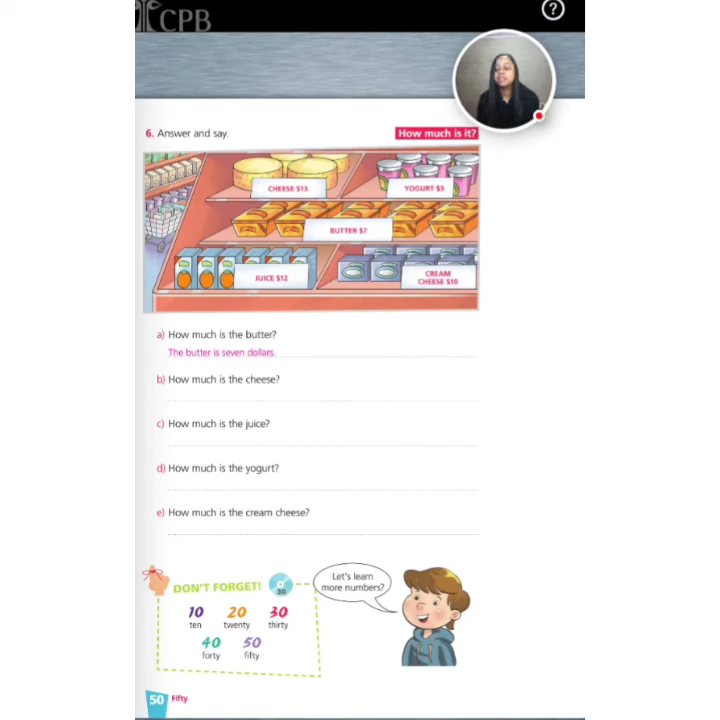 CPB
?
6. Answer and say.
How much is it?
CHEESE $13
YOGURT $5
BUTTER $7
JUICE $12
CREAM
CHEESE $10
a) How much is the butter?
The butter is seven dollars.
b) How much is the cheese?
c) How much is the juice?
d) How much is the yogurt?
e) How much is the cream cheese?
DON'T FORGET!
30
Let's learn
more numbers?
10 20 30
ten twenty thirty
40 50
forty fifty
50 Fifty